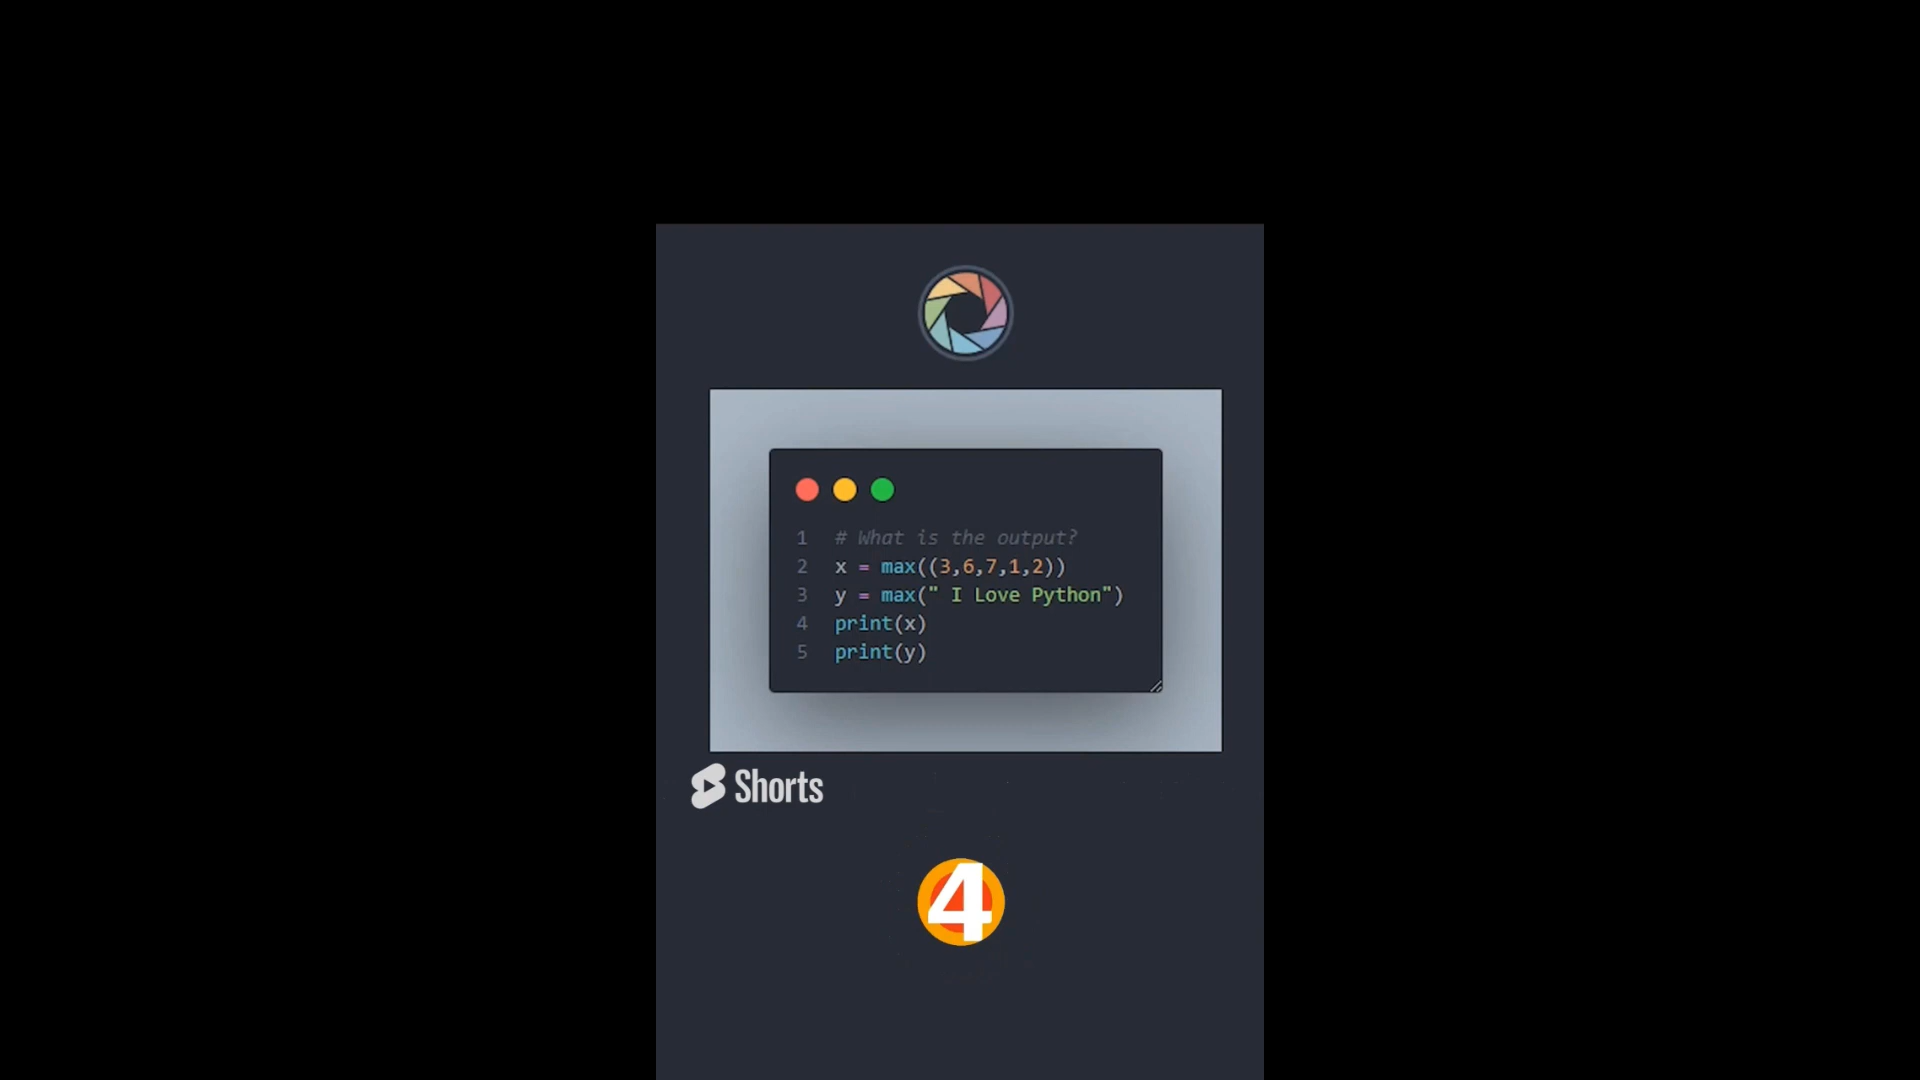 1 # What is the output?
2 x = max((3,6,7,1,2))
3 y = max(" I Love Python")
4 print(x)
5 print(y)
Shorts
4